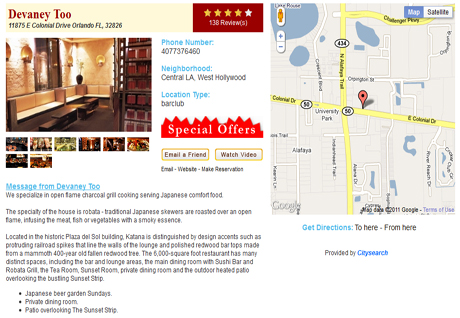 Devaney Too
11875 E Colonial Drive Orlando FL, 32826
138 Review(s)
Phone Number:
4077376460
Neighborhood:
Central LA, West Hollywood
Location Type:
barclub
Special Offers
Email a Friend
Watch Video
Email - Website - Make Reservation
Message from Devaney Too
We specialize in open flame charcoal grill cooking serving Japanese comfort food.
The specialty of the house is robata - traditional Japanese skewers are roasted over an open
flame, infusing the meat, fish or vegetables with a smoky essence.
Located in the historic Plaza del Sol building, Katana is distinguished by design accents such as
protruding railroad spikes that line the walls of the lounge and polished redwood bar tops made
from a mammoth 400-year old fallen redwood tree. The 6,000-square foot restaurant has many
distinct spaces, including the bar and lounge areas, the main dining room with Sushi Bar and
Robata Grill, the Tea Room, Sunset Room, private dining room and the outdoor heated patio
overlooking the bustling Sunset Strip.
Japanese beer garden Sundays.
Private dining room.
Patio overlooking The Sunset Strip.
Lake Rouse
Map
Satellite
Challenger Pkwy
434
N Alafaya Trail
Orpington St
Colonial Dr
50
50
E Colonial Dr
University
Park
Alafaya
Google
Map data ©2011 Google - Terms of Use
Get Directions: To here - From here
Provided by Citysearch